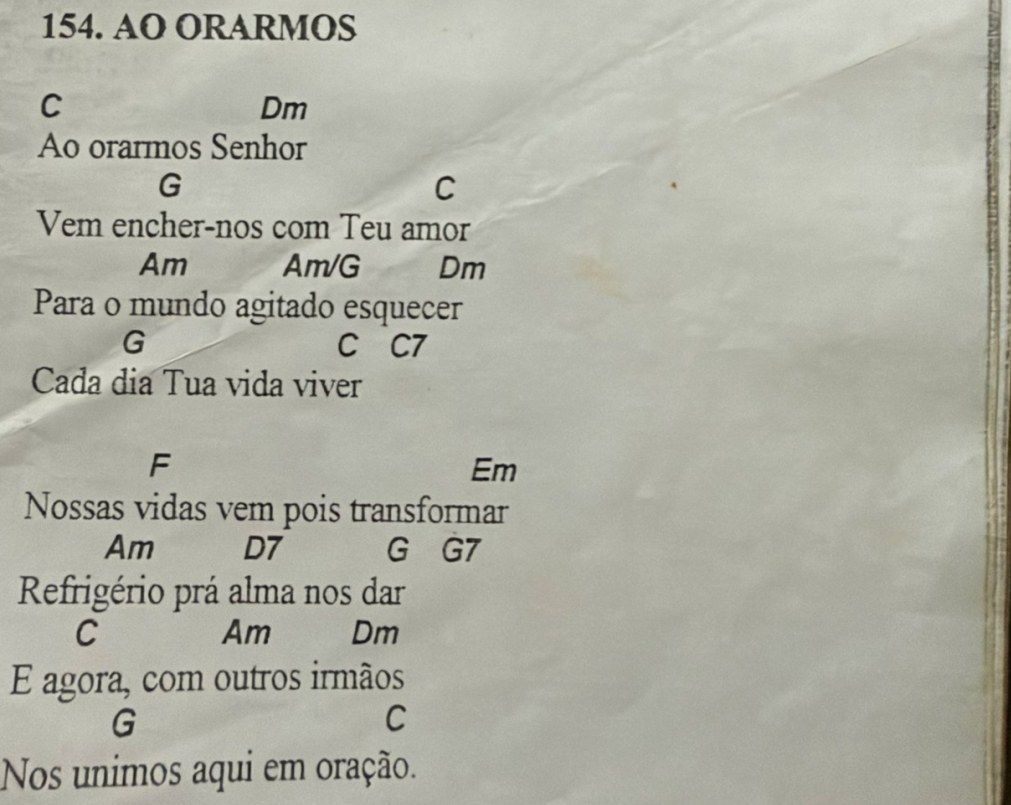 154. AO ORARMOS
C Dm
Ao orarmos Senhor
G C
Vem encher-nos com Teu amor
Am Am/G Dm
Para o mundo agitado esquecer
G C C7
Cada dia Tua vida viver
F Em
Nossas vidas vem pois transformar
Am D7 G G7
Refrigério prá alma nos dar
C Am Dm
E agora, com outros irmãos
G C
Nos unimos aqui em oração.